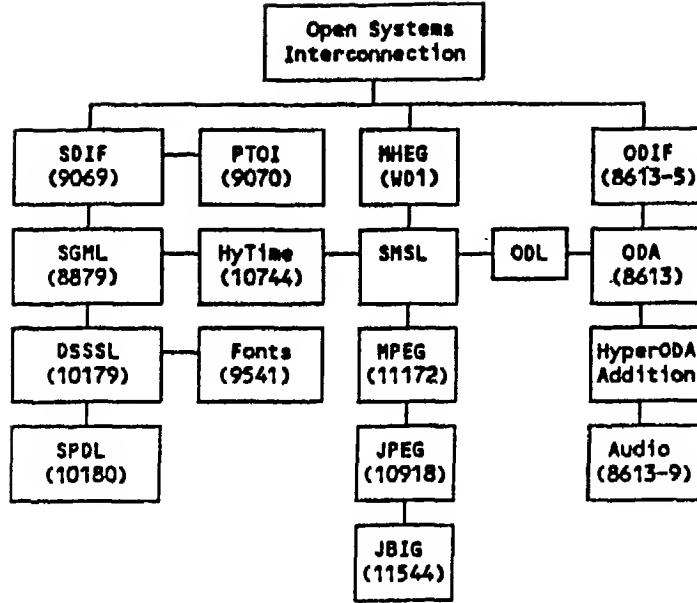 Open Systems
Interconnection
SDIF
(9069)
PTOI
(9070)
MHEG
(WD1)
ODIF
(8613-5)
SGML
(8879)
HyTime
(10744)
SMSL
ODL
ODA
(8613)
DSSSL
(10179)
Fonts
(9541)
MPEG
(11172)
HyperODA
Addition
SPDL
(10180)
JPEG
(10918)
Audio
(8613-9)
JBIG
(11544)